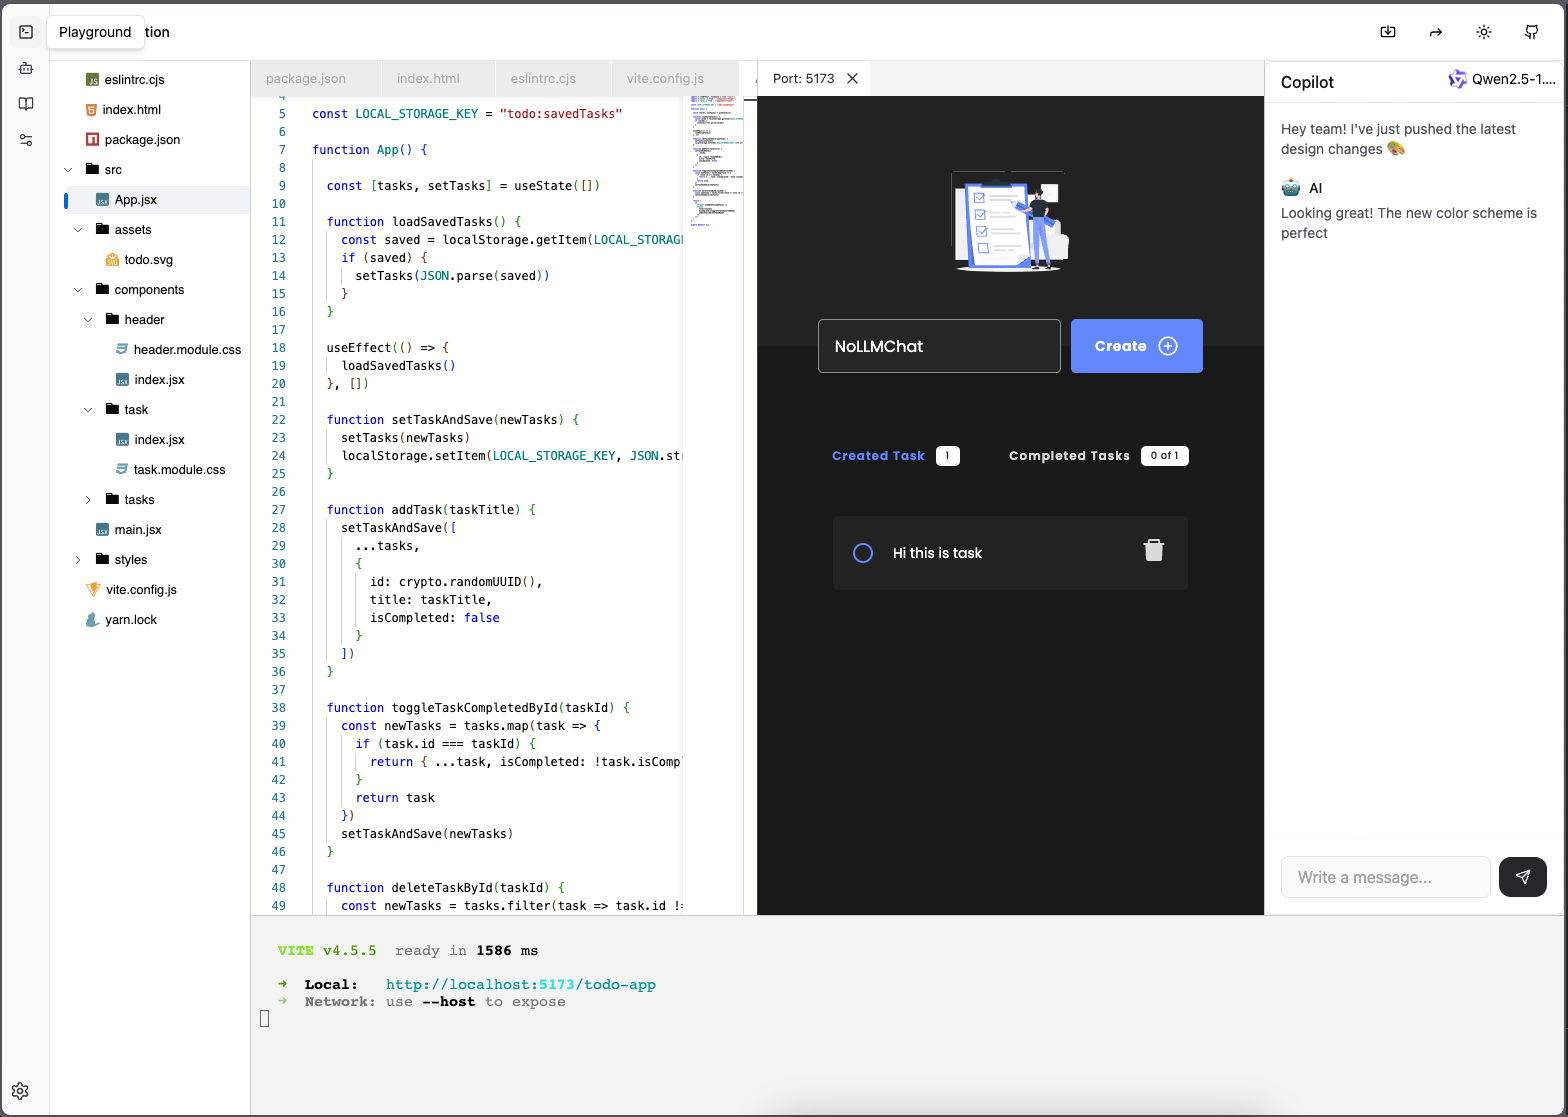 Playground
tion
eslintrc.cjs
index.html
package.json
src
App.jsx
assets
todo.svg
components
header
header.module.css
index.jsx
task
index.jsx
task.module.css
tasks
main.jsx
styles
vite.config.js
yarn.lock
package.json index.html eslintrc.cjs vite.config.js
4
5 const LOCAL_STORAGE_KEY = "todo:savedTasks"
6
7 function App() {
8
9 const [tasks, setTasks] = useState([])
10
11 function loadSavedTasks() {
12 const saved = localStorage.getItem(LOCAL_STORAGE
13 if (saved) {
14 setTasks(JSON.parse(saved))
15 }
16 }
17
18 useEffect(() => {
19 loadSavedTasks()
20 }, [])
21
22 function setTaskAndSave(newTasks) {
23 setTasks(newTasks)
24 localStorage.setItem(LOCAL_STORAGE_KEY, JSON.str
25 }
26
27 function addTask(taskTitle) {
28 setTaskAndSave([
29 ...tasks,
30 {
31 id: crypto.randomUUID(),
32 title: taskTitle,
33 isCompleted: false
34 }
35 ])
36 }
37
38 function toggleTaskCompletedById(taskId) {
39 const newTasks = tasks.map(task => {
40 if (task.id === taskId) {
41 return { ...task, isCompleted: !task.isCompl
42 }
43 return task
44 })
45 setTaskAndSave(newTasks)
46 }
47
48 function deleteTaskById(taskId) {
49 const newTasks = tasks.filter(task => task.id !=
Port: 5173
NoLLMChat
Create
Created Task 1
Completed Tasks 0 of 1
Hi this is task
Copilot
Qwen2.5-1....
Hey team! I've just pushed the latest
design changes 🎨
AI
Looking great! The new color scheme is
perfect
Write a message...
VITE v4.5.5 ready in 1586 ms
➜ Local: http://localhost:5173/todo-app
➜ Network: use --host to expose